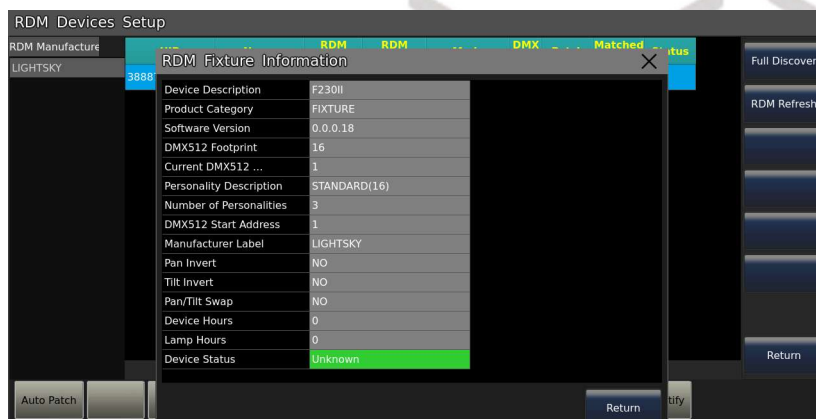 RDM Devices Setup
RDM Manufacture
LIGHTSKY
RDM
RDM
DMX
Matched
tus
3888
RDM Fixture Information
Device Description F230II
Product Category FIXTURE
Software Version 0.0.0.18
DMX512 Footprint 16
Current DMX512 ... 1
Personality Description STANDARD(16)
Number of Personalities 3
DMX512 Start Address 1
Manufacturer Label LIGHTSKY
Pan Invert NO
Tilt Invert NO
Pan/Tilt Swap NO
Device Hours 0
Lamp Hours 0
Device Status Unknown
Return
Full Discover
RDM Refresh
Return
Auto Patch
tify